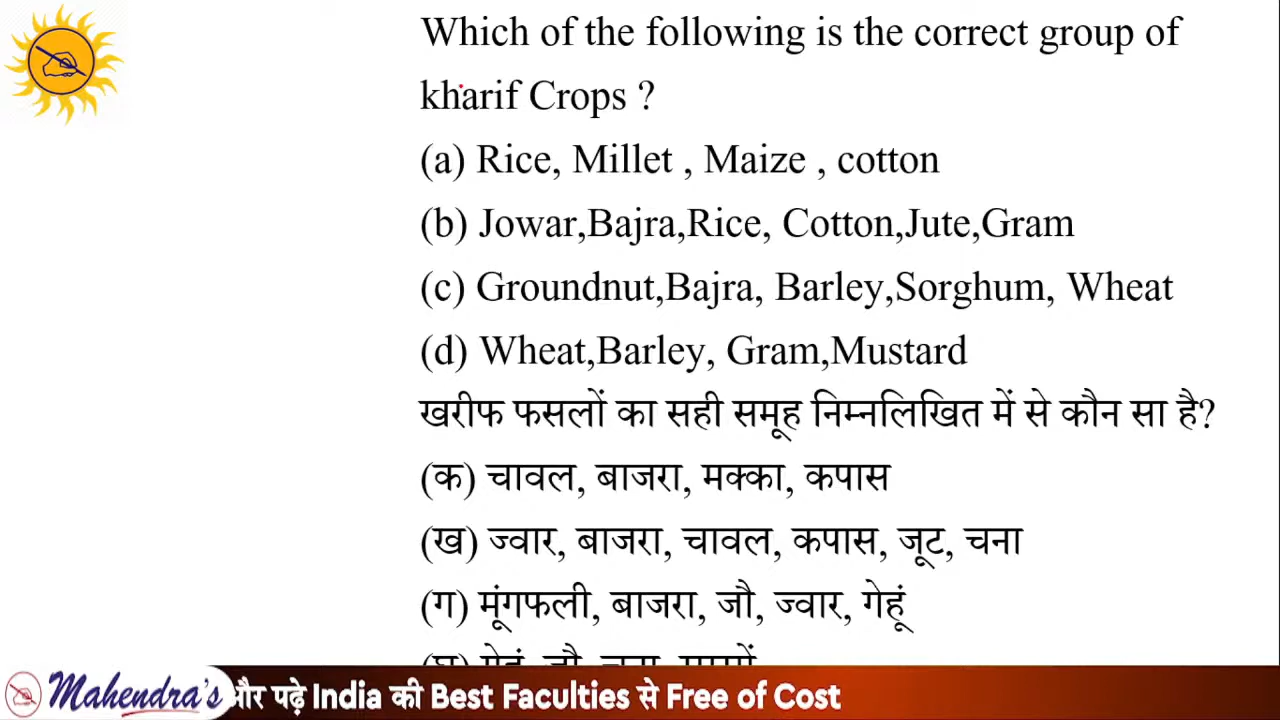 Which of the following is the correct group of
kharif Crops ?
(a) Rice, Millet , Maize , cotton
(b) Jowar,Bajra,Rice, Cotton,Jute,Gram
(c) Groundnut,Bajra, Barley,Sorghum, Wheat
(d) Wheat,Barley, Gram,Mustard
खरीफ फसलों का सही समूह निम्नलिखित में से कौन सा है?
(क) चावल, बाजरा, मक्का, कपास
(ख) ज्वार, बाजरा, चावल, कपास, जूट, चना
(ग) मूंगफली, बाजरा, जौ, ज्वार, गेहूं
Mahendra's और पढ़े India की Best Faculties से Free of Cost